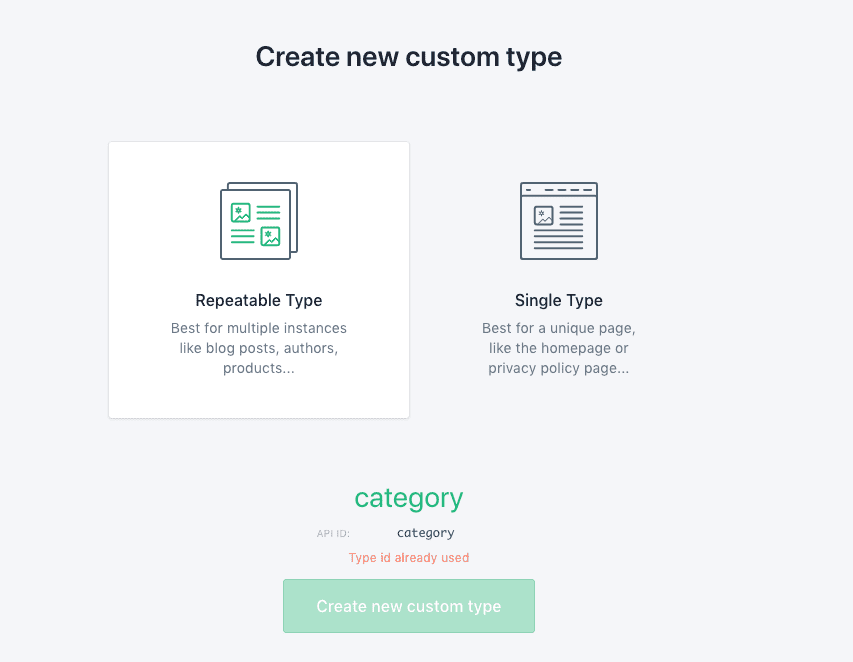 Create new custom type
Repeatable Type
Best for multiple instances
like blog posts, authors,
products...
Single Type
Best for a unique page,
like the homepage or
privacy policy page...
category
API ID: category
Type id already used
Create new custom type